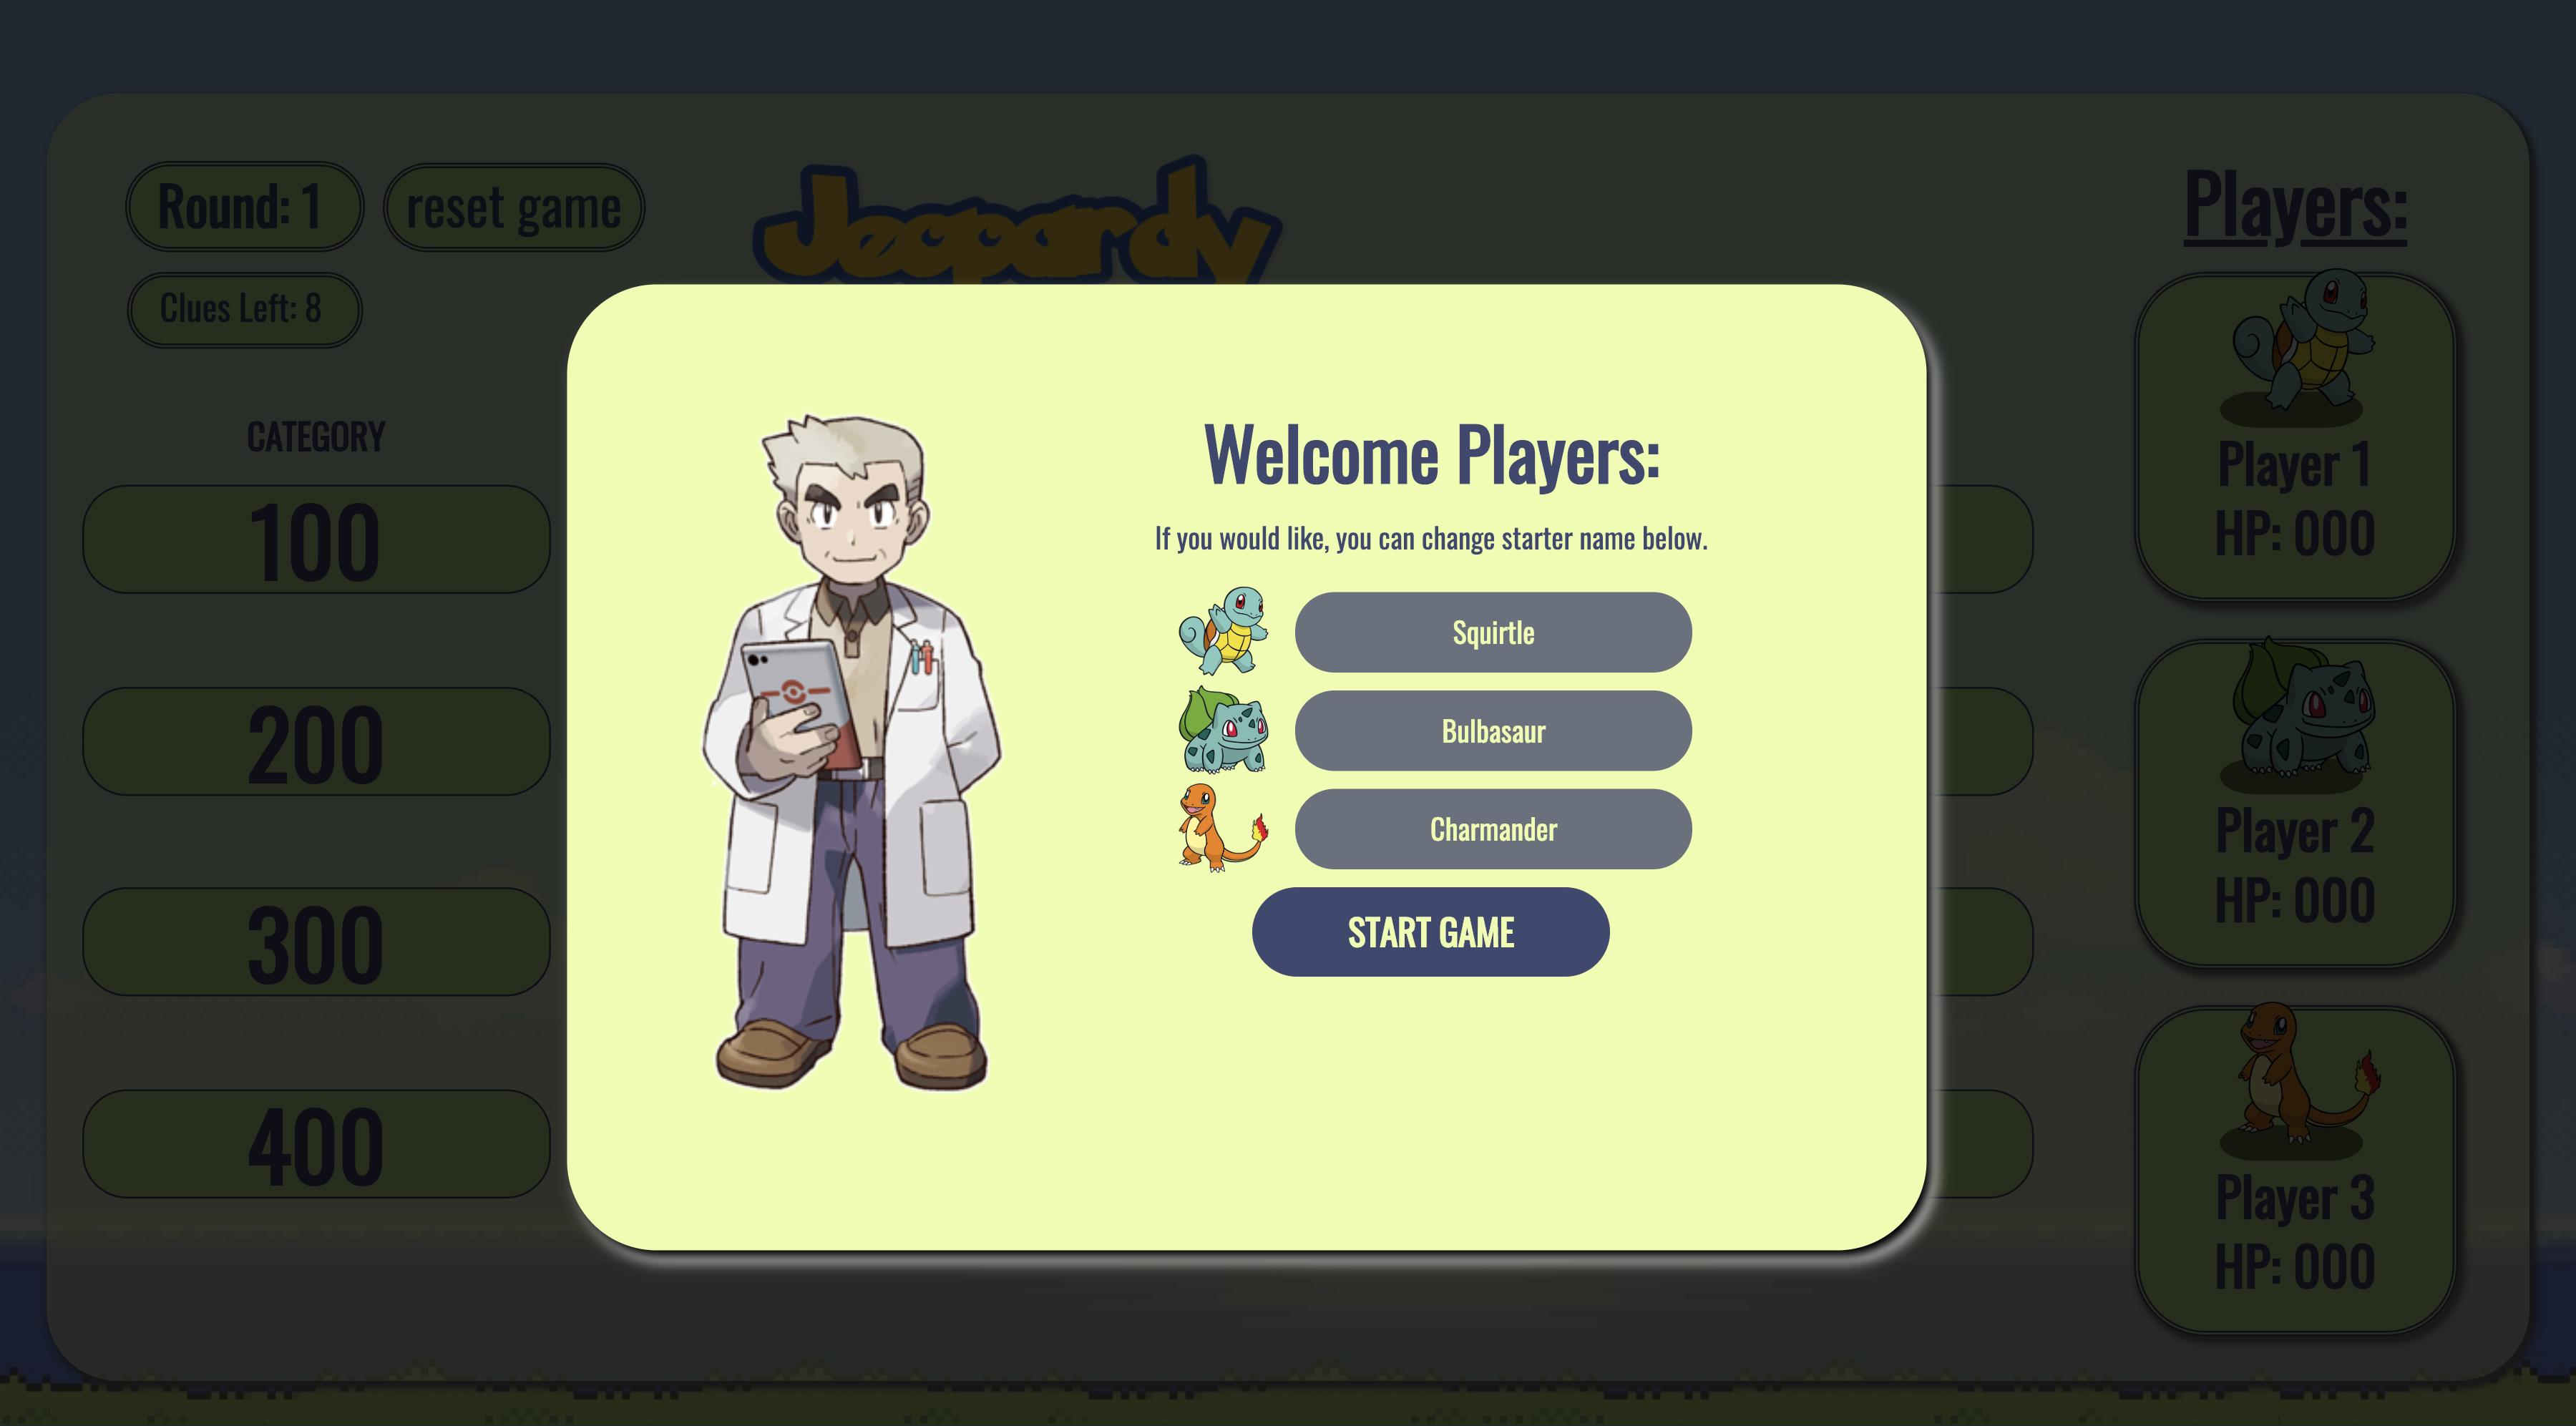 Round: 1
reset game
Jeopardy
Players:
Clues Left: 8
CATEGORY
100
200
300
400
Welcome Players:
If you would like, you can change starter name below.
Squirtle
Bulbasaur
Charmander
START GAME
Player 1
HP: 000
Player 2
HP: 000
Player 3
HP: 000